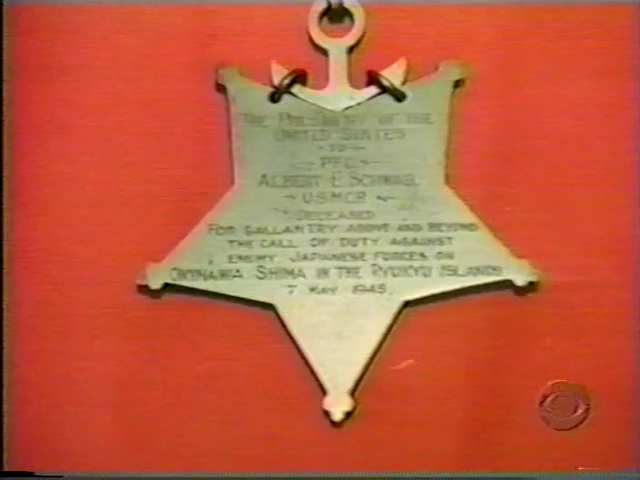 THE PRESIDENT OF THE
UNITED STATES
TO
PFC.
ALBERT E. SCHWAB
USMCR
DECEASED
FOR GALLANTRY ABOVE AND BEYOND
THE CALL OF DUTY AGAINST
ENEMY JAPANESE FORCES ON
OKINAWA SHIMA IN THE RYUKYU ISLANDS
7 MAY 1945.